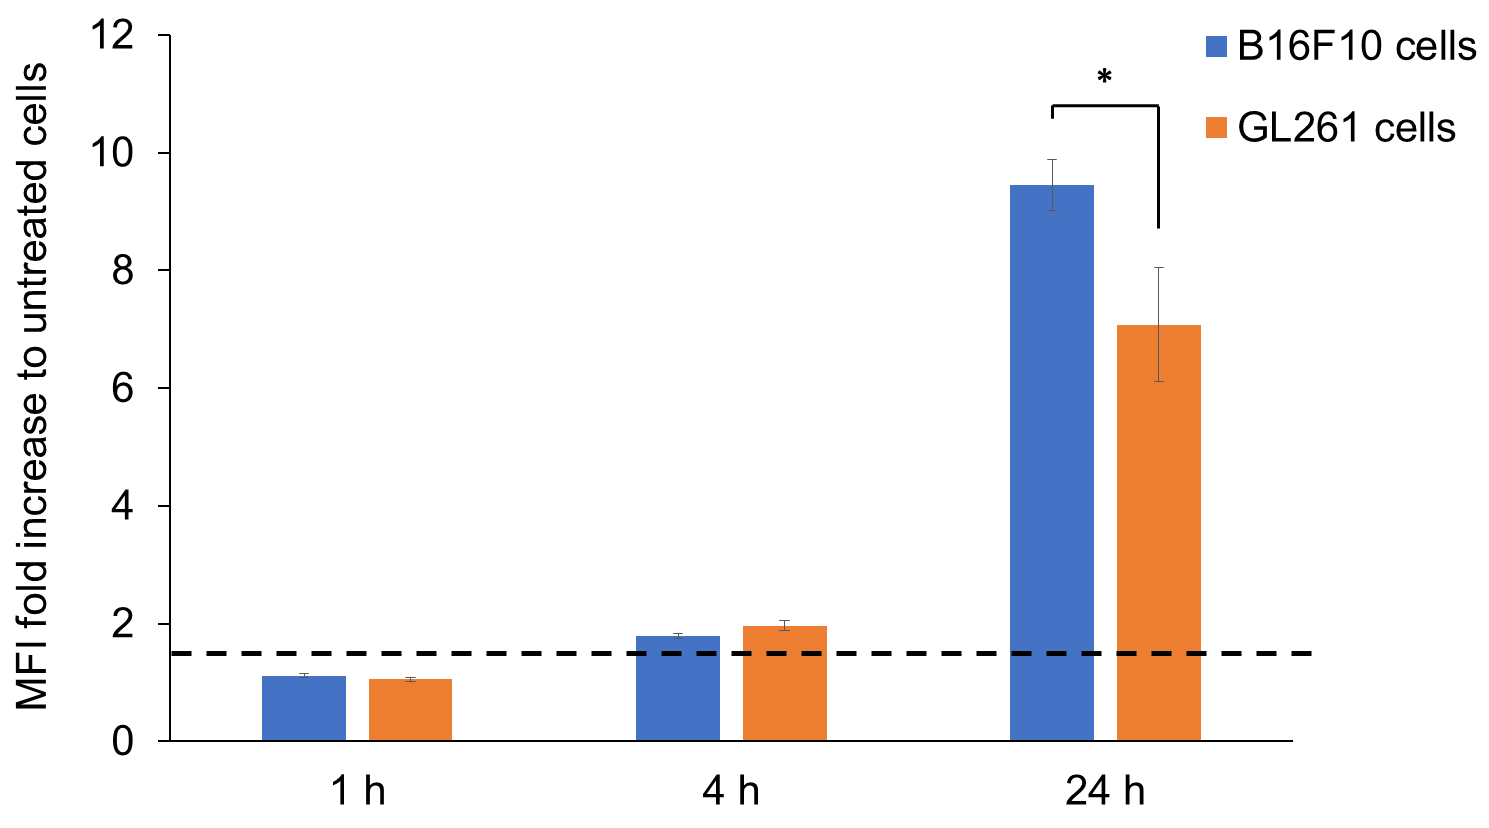 MFI fold increase to untreated cells
12
10
8
6
4
2
0
1 h
4 h
24 h
*
B16F10 cells
GL261 cells